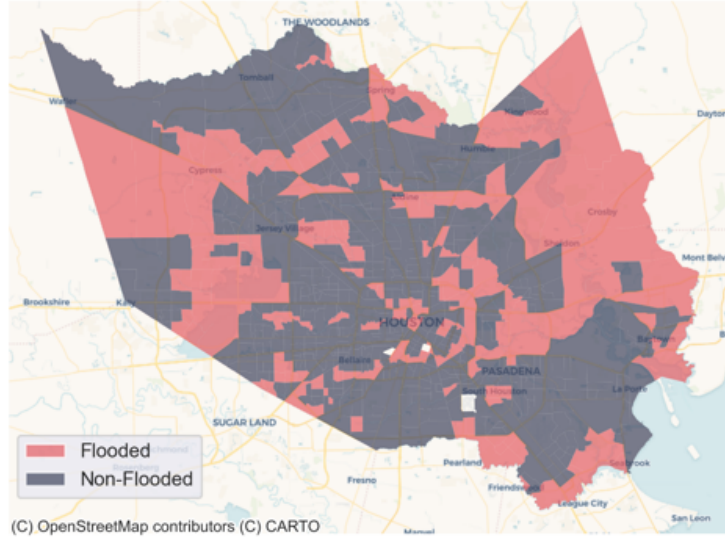 THE WOODLANDS
Tomball
Waller
Spring
Kingwood
Dayton
Humble
Cypress
Aldine
Crosby
Jersey Village
Sheldon
Mont Belv
Brookshire
Katy
HOUSTON
Baytown
Bellaire
PASADENA
South Houston
La Porte
SUGAR LAND
Flooded
Non-Flooded
Pearland
Seabrook
Fresno
Friendswood
League City
San Leon
Manvel
(C) OpenStreetMap contributors (C) CARTO